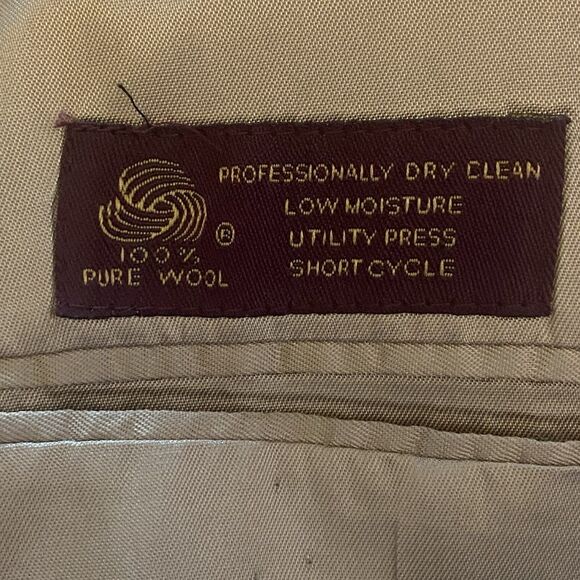 PROFESSIONALLY DRY CLEAN
LOW MOISTURE
UTILITY PRESS
SHORT CYCLE
®
100%
PURE WOOL